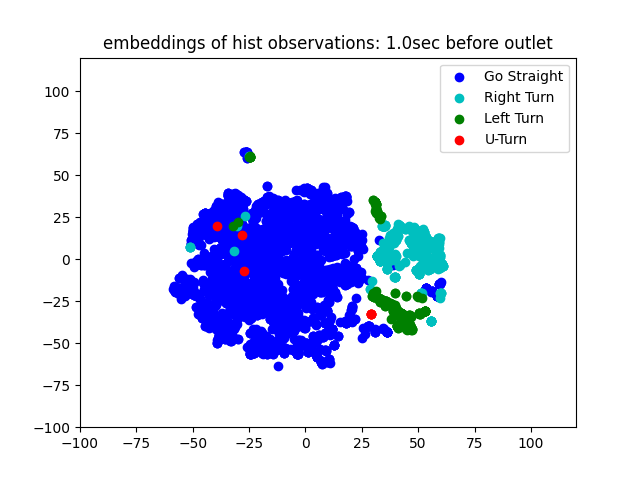 embeddings of hist observations: 1.0sec before outlet
Go Straight
Right Turn
Left Turn
U-Turn
100
75
50
25
0
−25
−50
−75
−100
−100 −75 −50 −25 0 25 50 75 100